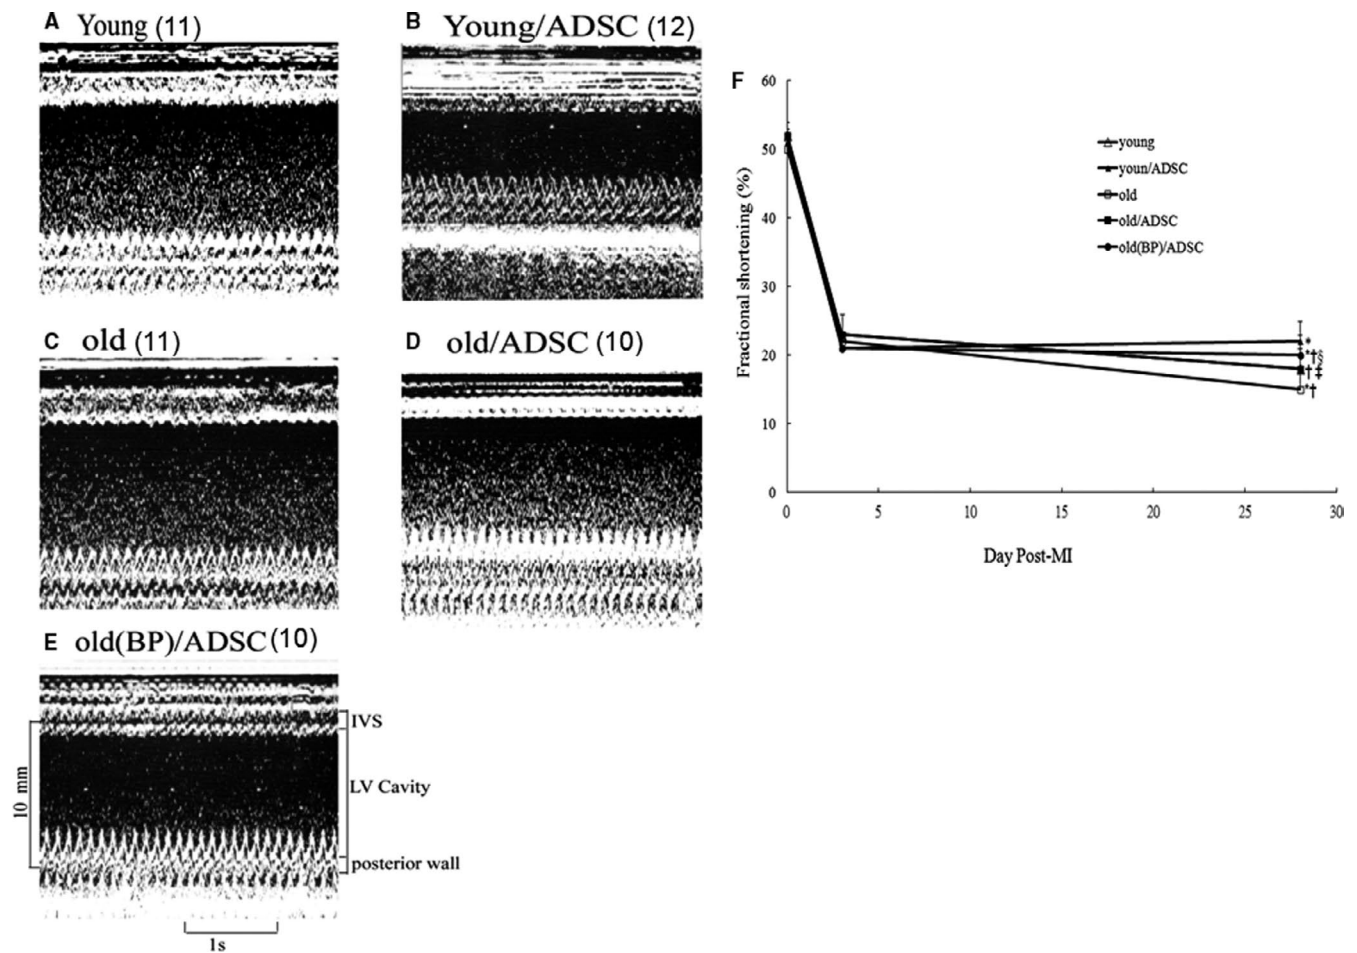 A Young (11)
B Young/ADSC (12)
C old (11)
D old/ADSC (10)
E old(BP)/ADSC (10)
IVS
LV Cavity
posterior wall
10 mm
1s
F
Fractional shortening (%)
60
50
40
30
20
10
0
0 5 10 15 20 25 30
Day Post-MI
young
youn/ADSC
old
old/ADSC
old(BP)/ADSC
*
*†§
†‡
*†